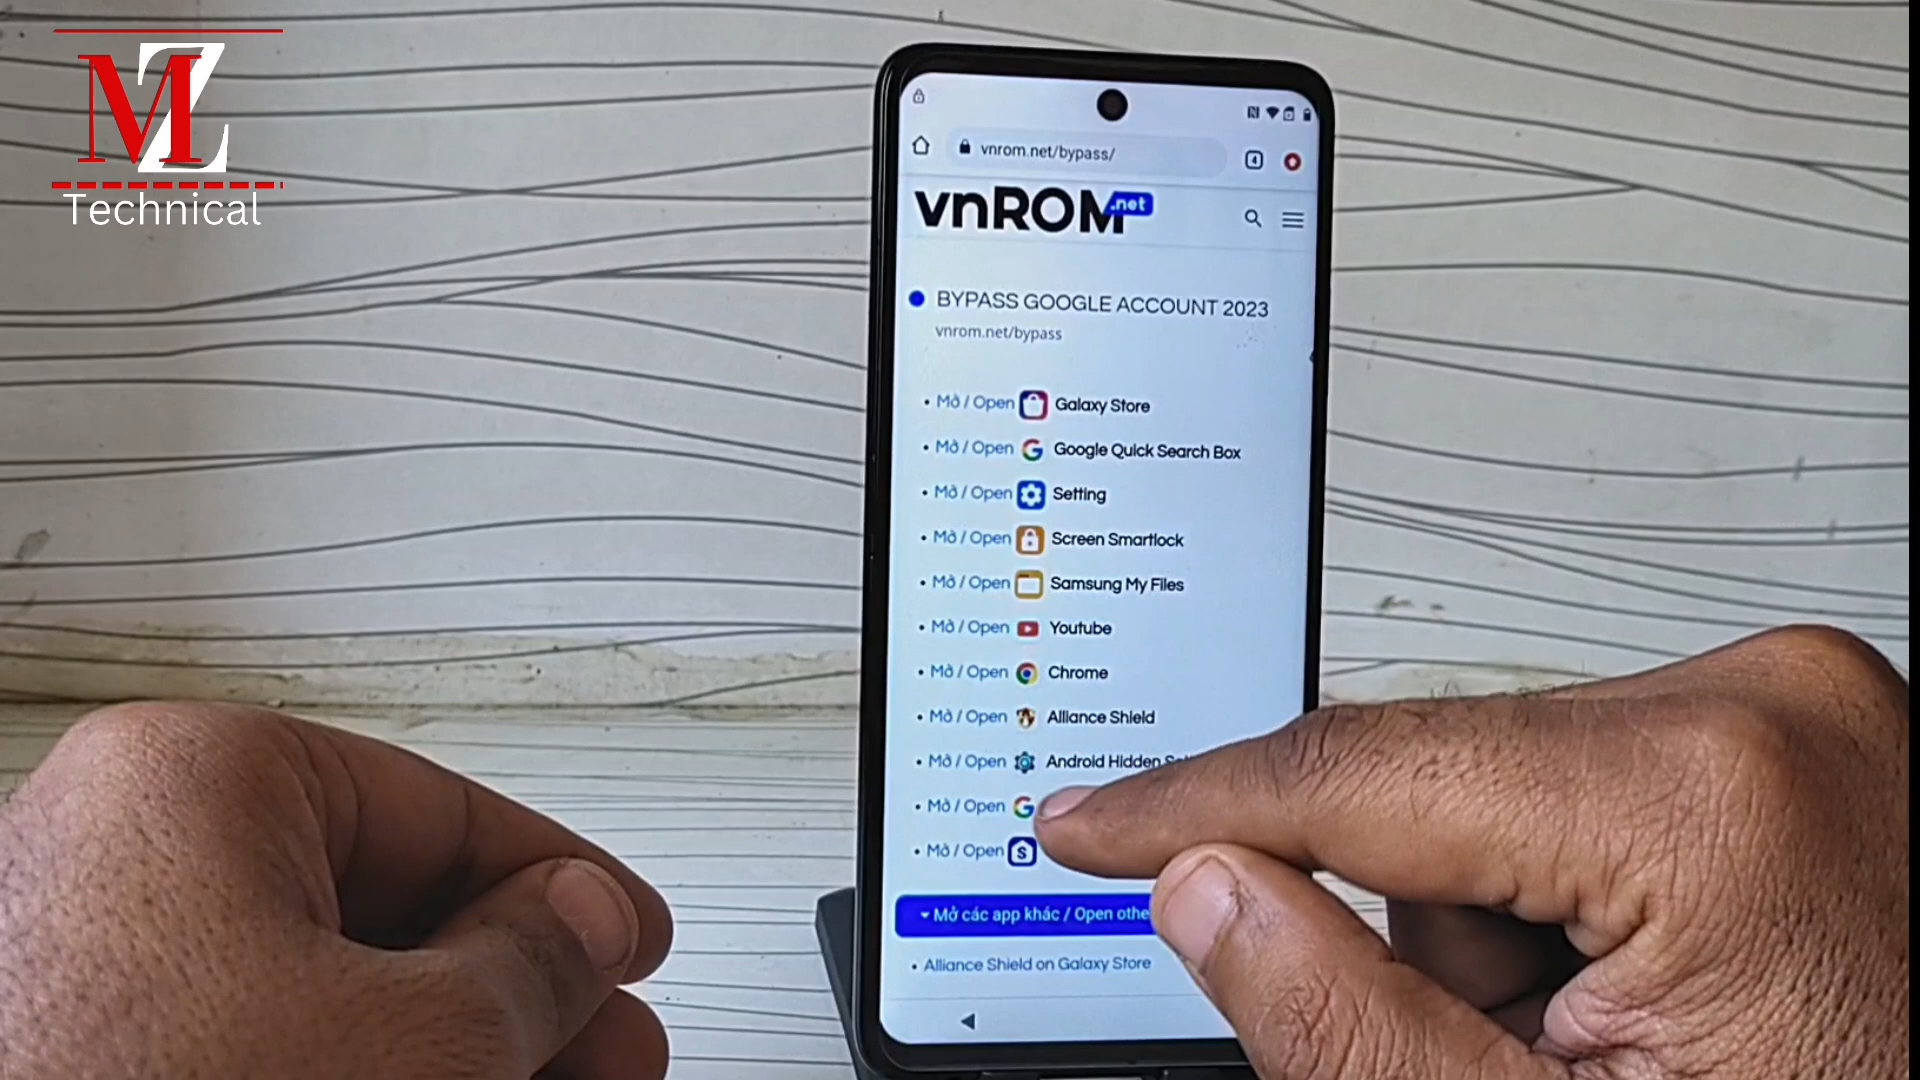 MZ
Technical
vnrom.net/bypass/
4
vnROM.net
BYPASS GOOGLE ACCOUNT 2023
vnrom.net/bypass
• Mở / Open Galaxy Store
• Mở / Open Google Quick Search Box
• Mở / Open Setting
• Mở / Open Screen Smartlock
• Mở / Open Samsung My Files
• Mở / Open Youtube
• Mở / Open Chrome
• Mở / Open Alliance Shield
• Mở / Open Android Hidden
• Mở / Open
• Mở / Open S
Mở các app khác / Open othe
• Alliance Shield on Galaxy Store